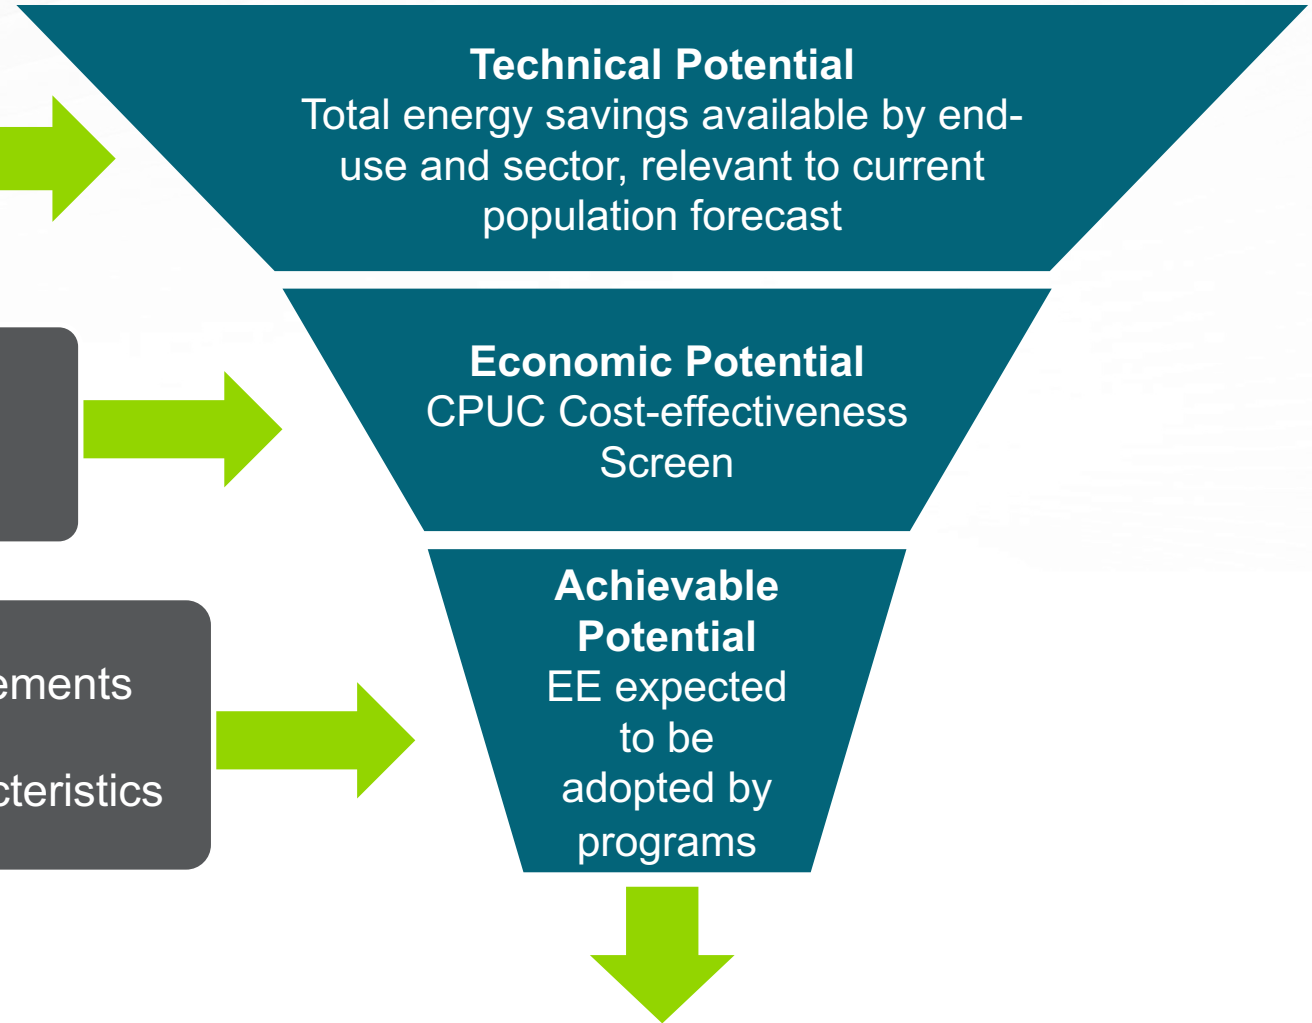 Technical Potential
Total energy savings available by end-
use and sector, relevant to current
population forecast
Economic Potential
CPUC Cost-effectiveness
Screen
Achievable
Potential
EE expected
to be
adopted by
programs
ements
cteristics